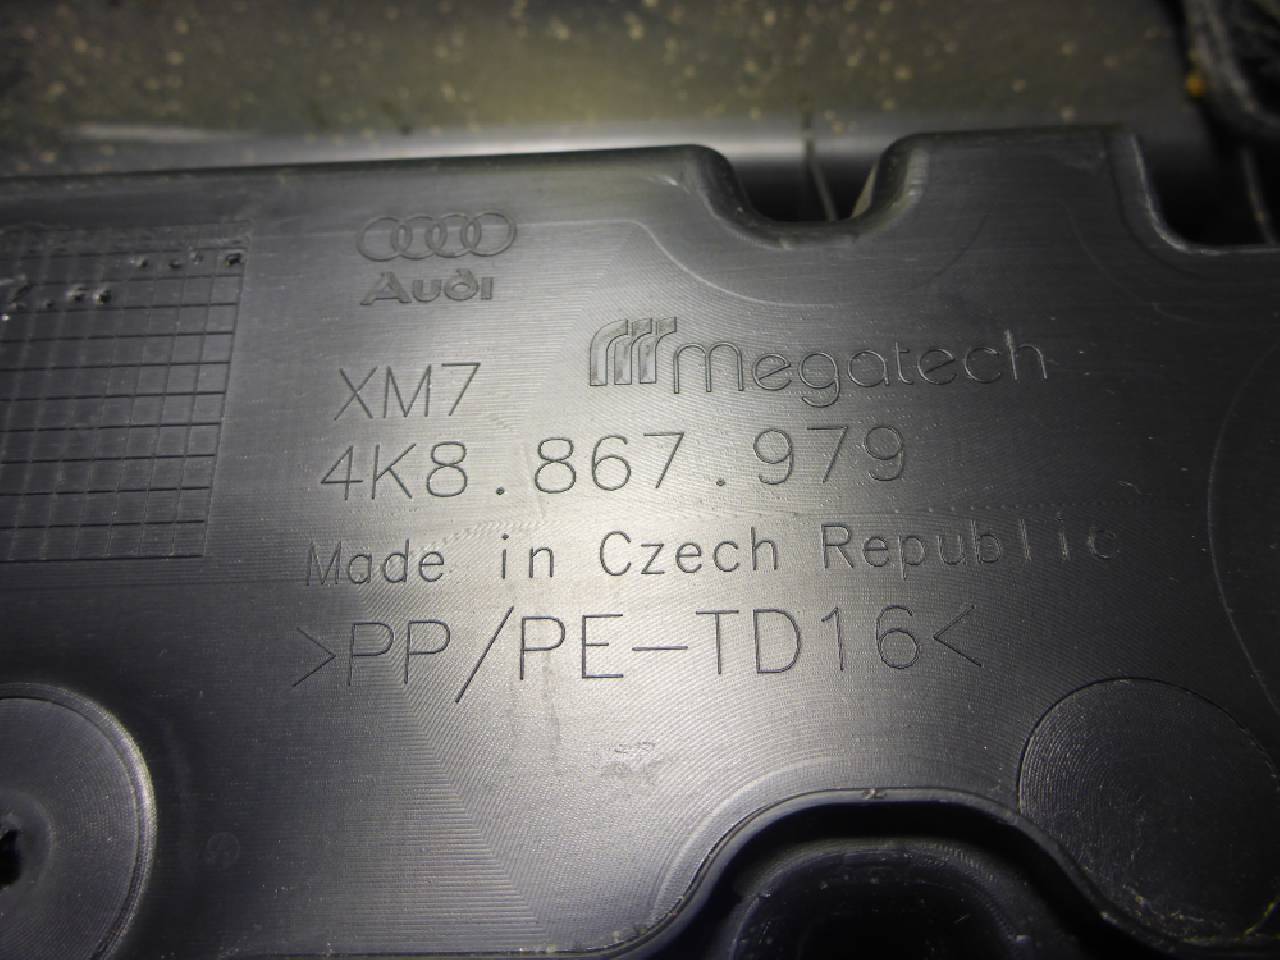 Audi
megatech
XM7
4K8.867.979
Made in Czech Republic
>PP/PE-TD16<